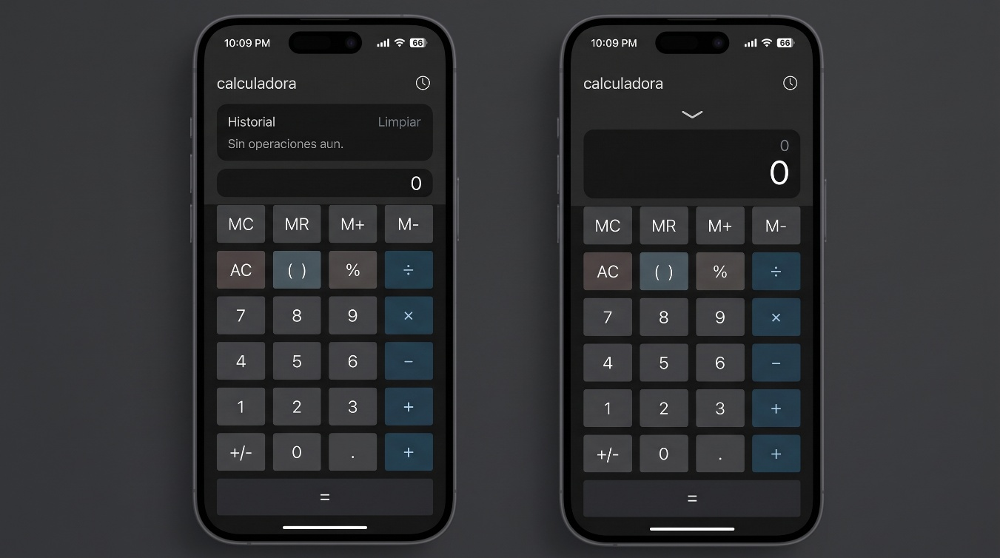 10:09 PM 66
calculadora
Historial Limpiar
Sin operaciones aun.
0
MC MR M+ M-
AC ( ) % ÷
7 8 9 ×
4 5 6 −
1 2 3 +
+/- 0 . +
=
10:09 PM 66
calculadora
0
0
MC MR M+ M-
AC ( ) % ÷
7 8 9 ×
4 5 6 −
1 2 3 +
+/- 0 . +
=